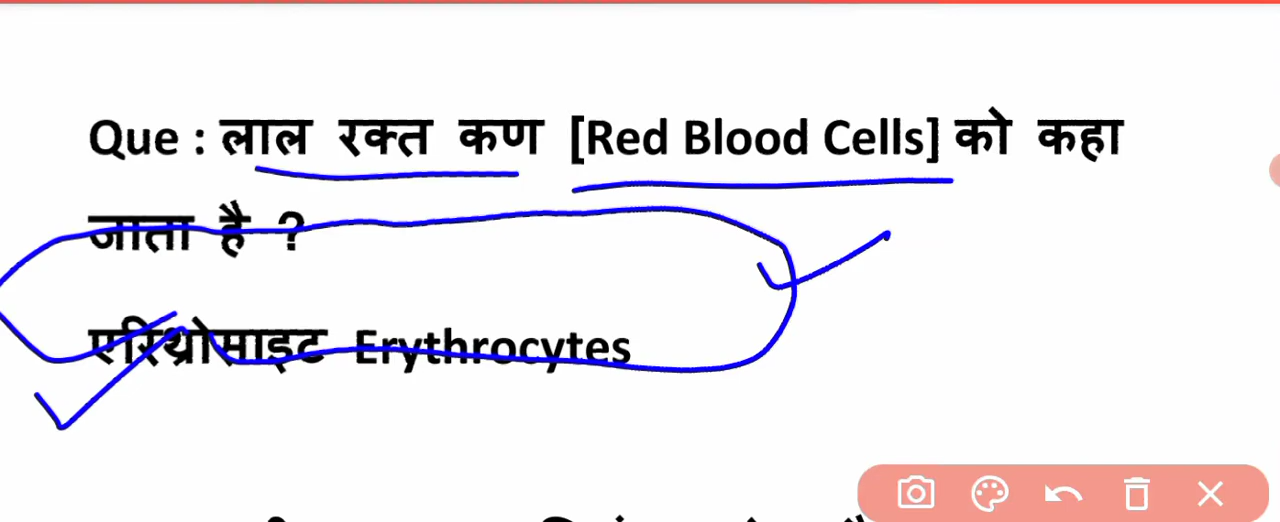 Que : लाल रक्त कण [Red Blood Cells] को कहा
जाता है ?
एरिथ्रोसाइट Erythrocytes